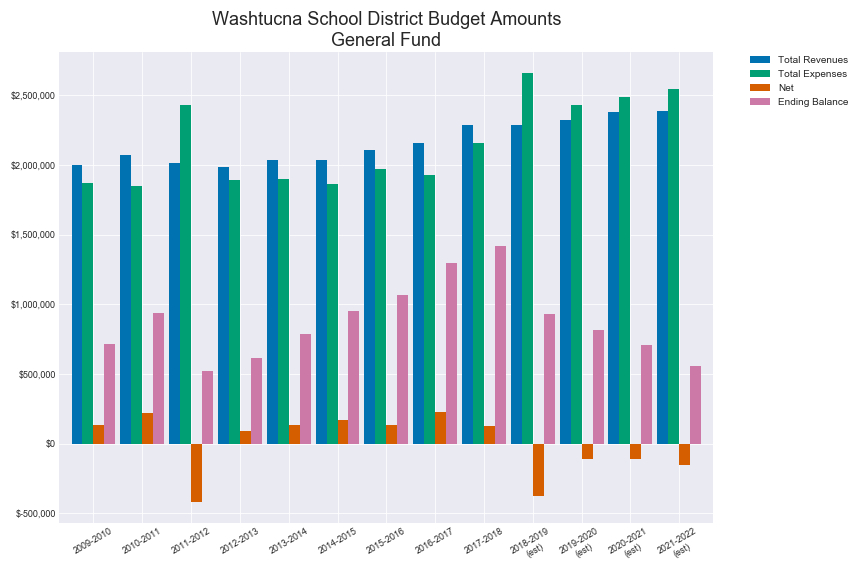 Washtucna School District Budget Amounts
General Fund
Total Revenues
Total Expenses
Net
Ending Balance
$2,500,000
$2,000,000
$1,500,000
$1,000,000
$500,000
$0
$-500,000
2009-2010
2010-2011
2011-2012
2012-2013
2013-2014
2014-2015
2015-2016
2016-2017
2017-2018
2018-2019
(est)
2019-2020
(est)
2020-2021
(est)
2021-2022
(est)